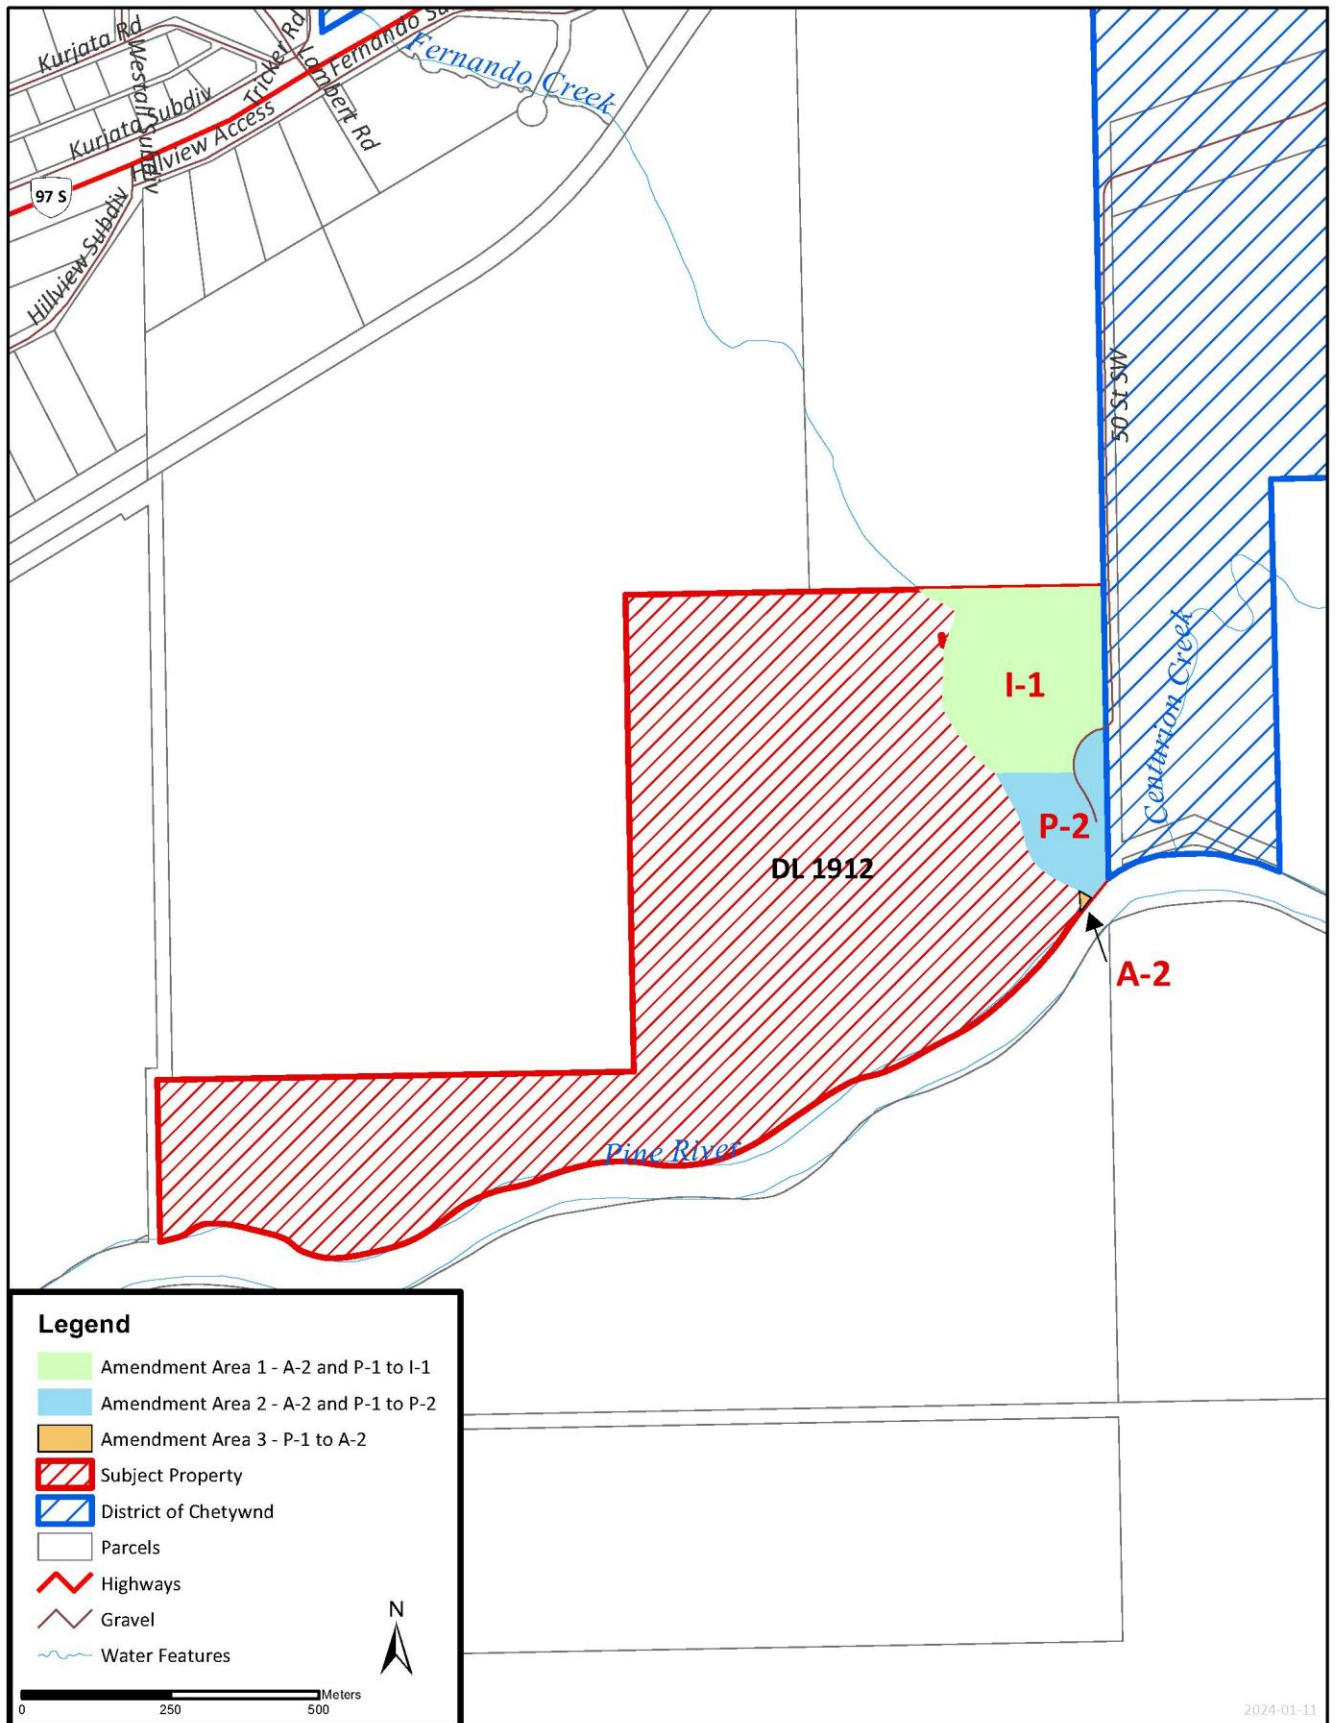 Kurjata Rd
Westall Subdiv
Tricker Rd
Lambert Rd
Fernando Su
Fernando Creek
Kurjata Subdiv
Hillview Access
97 S
Hillview Subdiv
50 St SW
Centurion Creek
I-1
P-2
DL 1912
A-2
Pine River
Legend
Amendment Area 1 - A-2 and P-1 to I-1
Amendment Area 2 - A-2 and P-1 to P-2
Amendment Area 3 - P-1 to A-2
Subject Property
District of Chetywnd
Parcels
Highways
Gravel
Water Features
N
Meters
0 250 500
2024-01-11